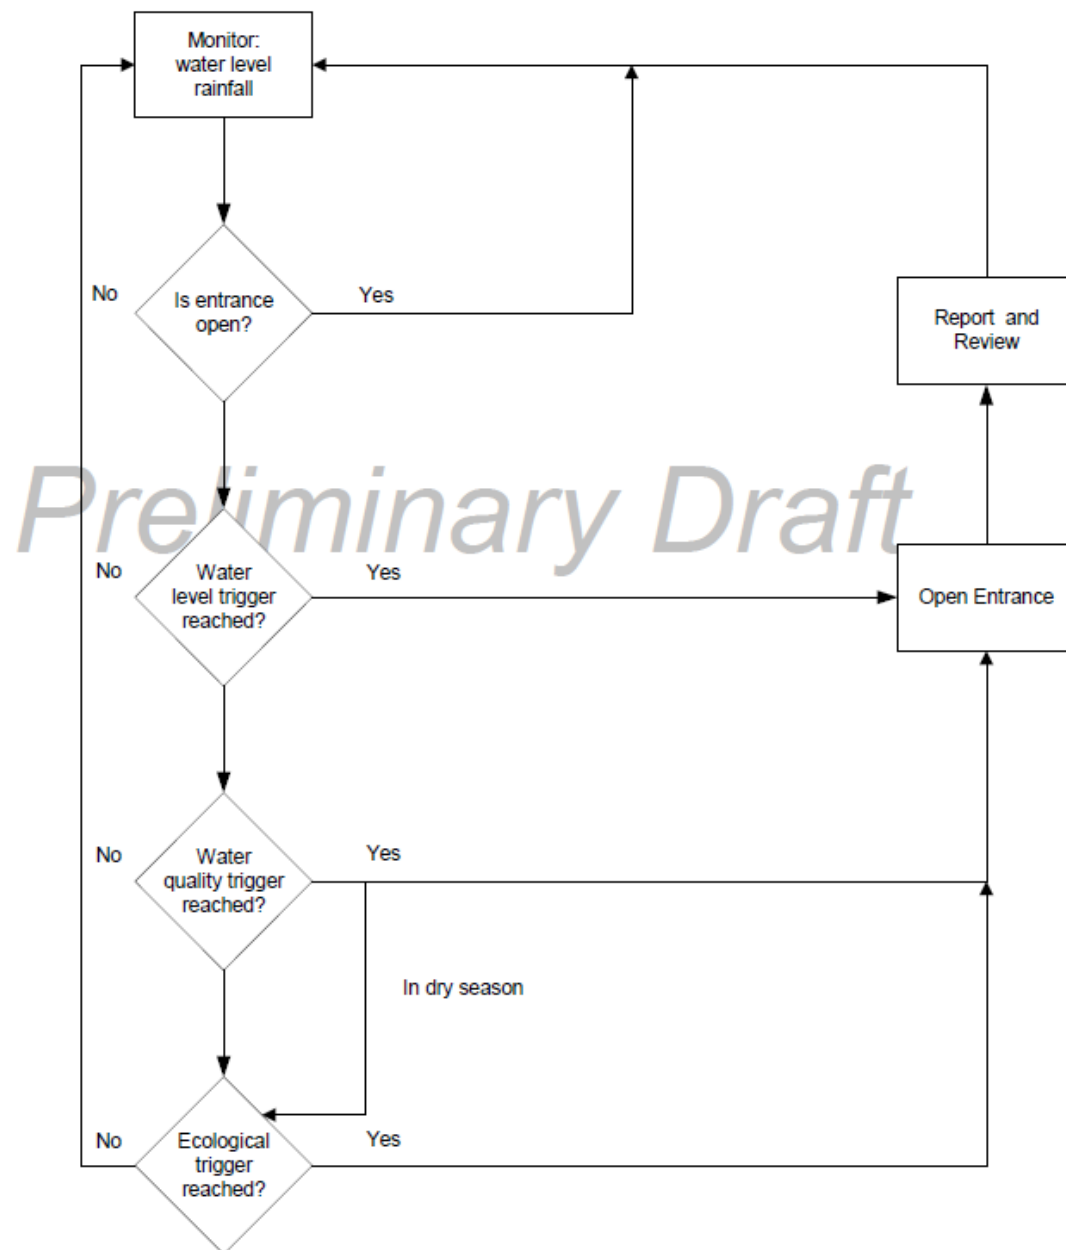 Monitor:
water level
rainfall
No
Is entrance
open?
Yes
Report and
Review
Preliminary Draft
No
Water
level trigger
reached?
Yes
Open Entrance
No
Water
quality trigger
reached?
Yes
In dry season
No
Ecological
trigger
reached?
Yes